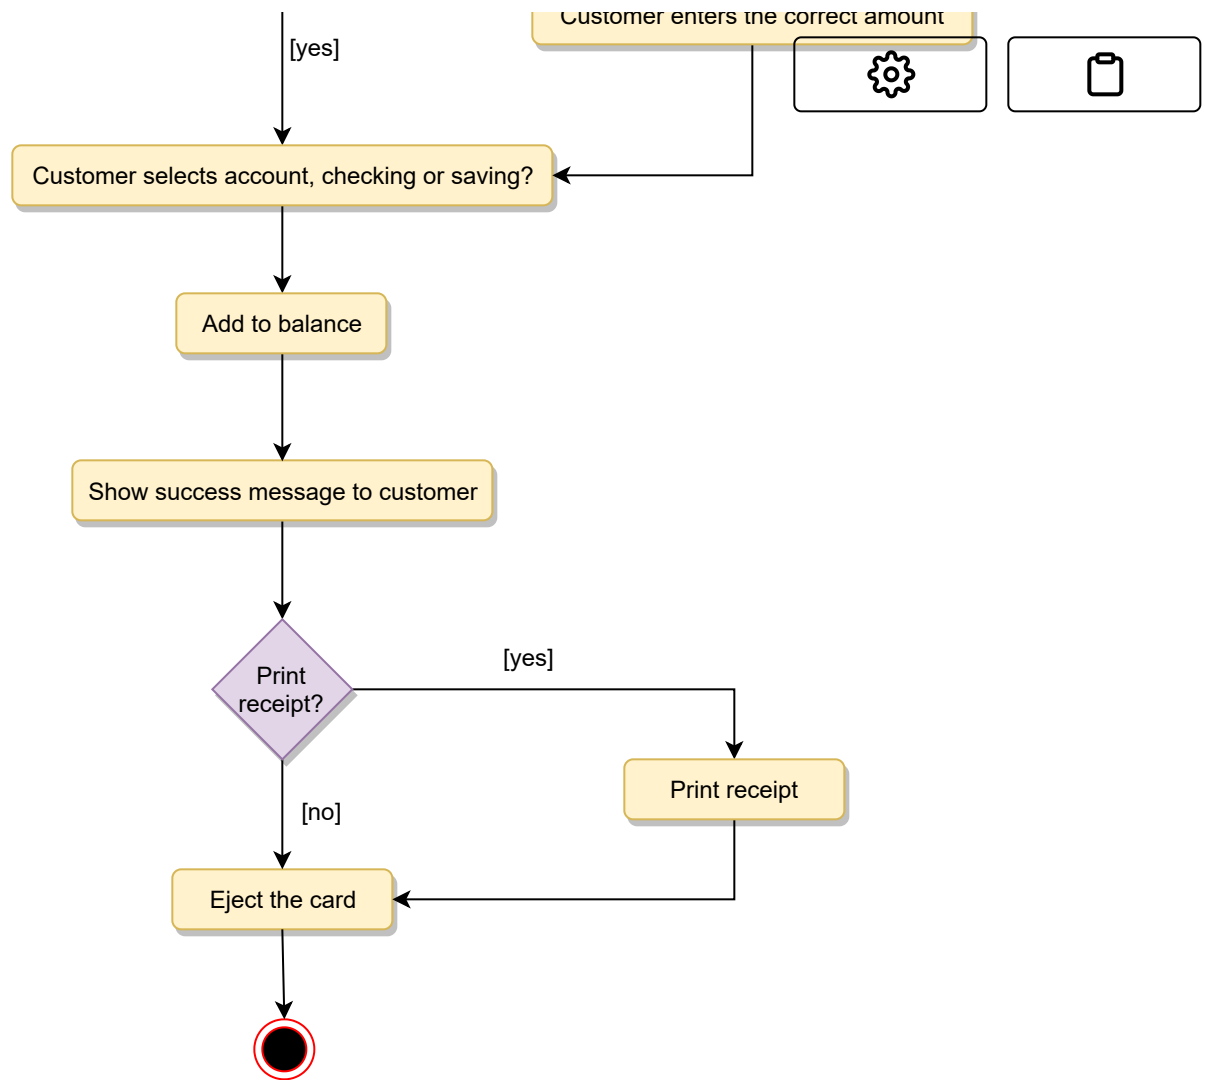 Customer enters the correct amount
[yes]
Customer selects account, checking or saving?
Add to balance
Show success message to customer
[yes]
Print
receipt?
Print receipt
[no]
Eject the card